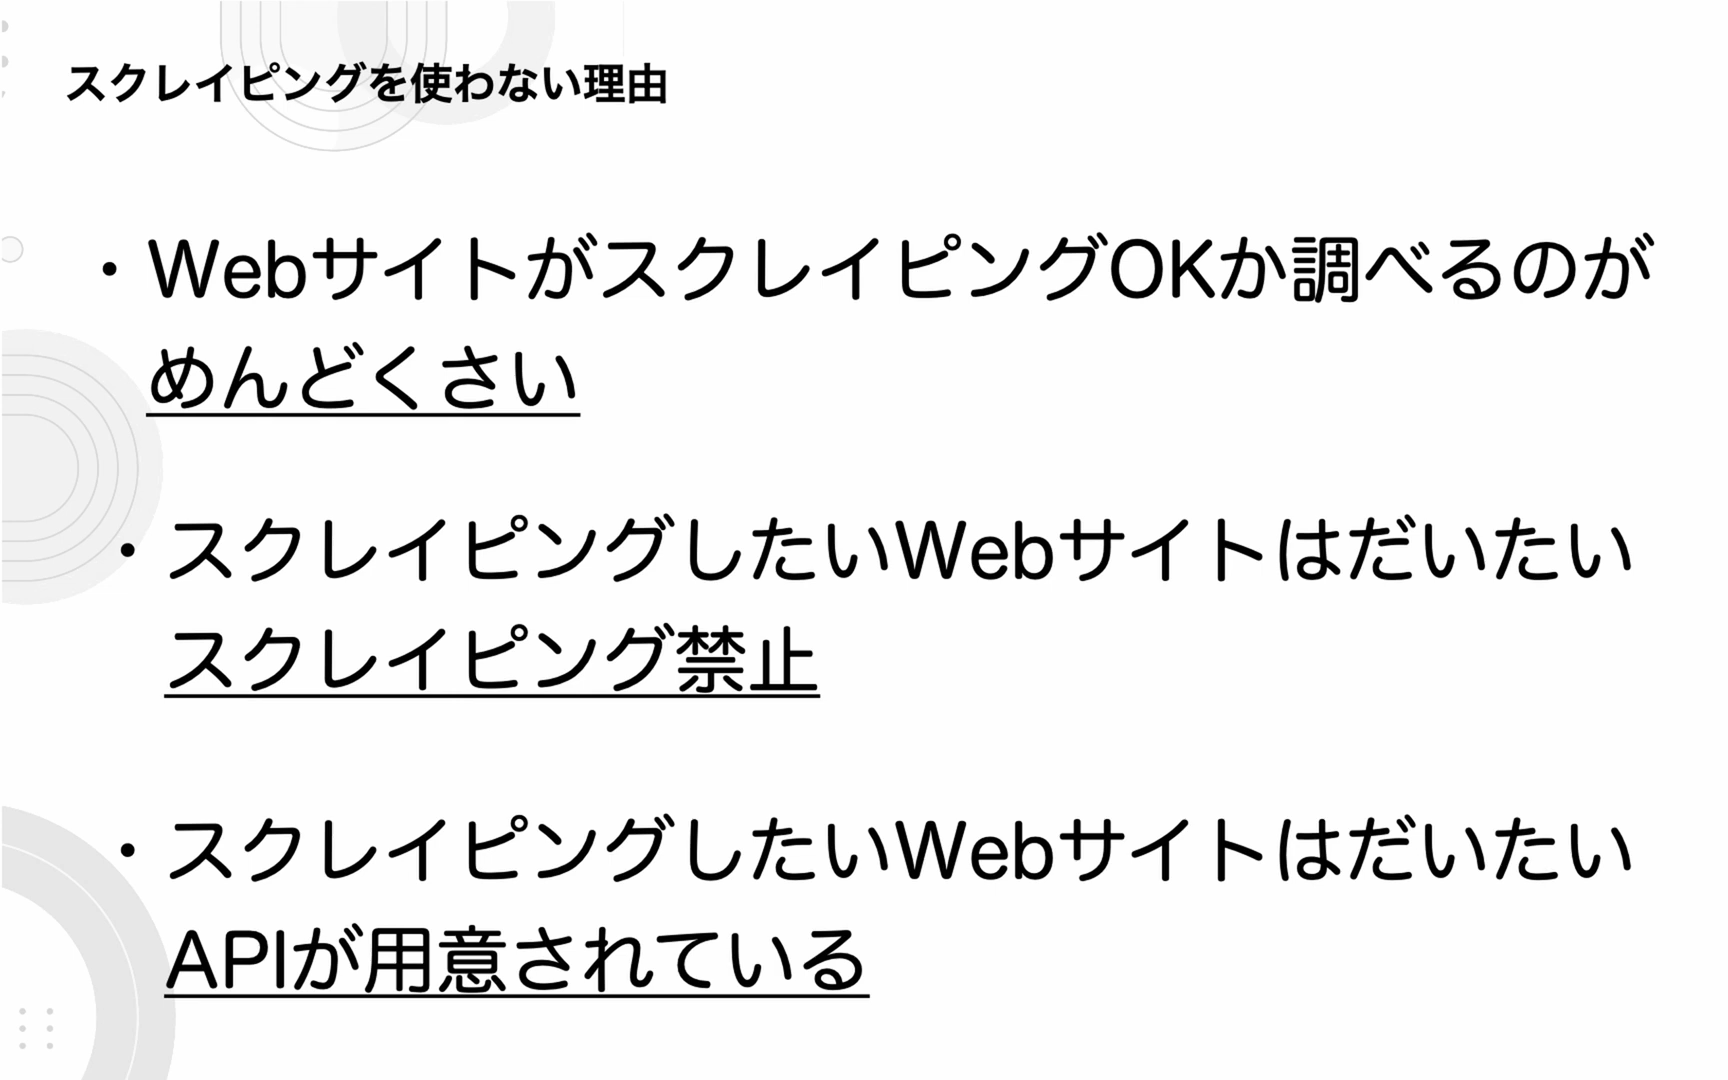 スクレイピングを使わない理由
・WebサイトがスクレイピングOKか調べるのが
めんどくさい
・スクレイピングしたいWebサイトはだいたい
スクレイピング禁止
・スクレイピングしたいWebサイトはだいたい
APIが用意されている